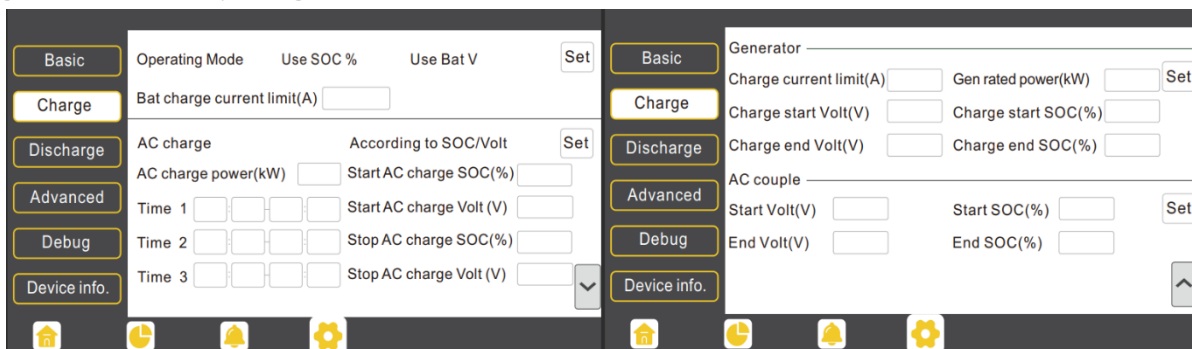 Basic
Charge
Discharge
Advanced
Debug
Device info.
Operating Mode Use SOC % Use Bat V Set
Bat charge current limit(A)
AC charge According to SOC/Volt Set
AC charge power(kW) Start AC charge SOC(%)
Time 1 : - : Start AC charge Volt (V)
Time 2 : - : Stop AC charge SOC(%)
Time 3 : - : Stop AC charge Volt (V)
Basic
Charge
Discharge
Advanced
Debug
Device info.
Generator
Charge current limit(A) Gen rated power(kW) Set
Charge start Volt(V) Charge start SOC(%)
Charge end Volt(V) Charge end SOC(%)
AC couple
Start Volt(V) Start SOC(%) Set
End Volt(V) End SOC(%)